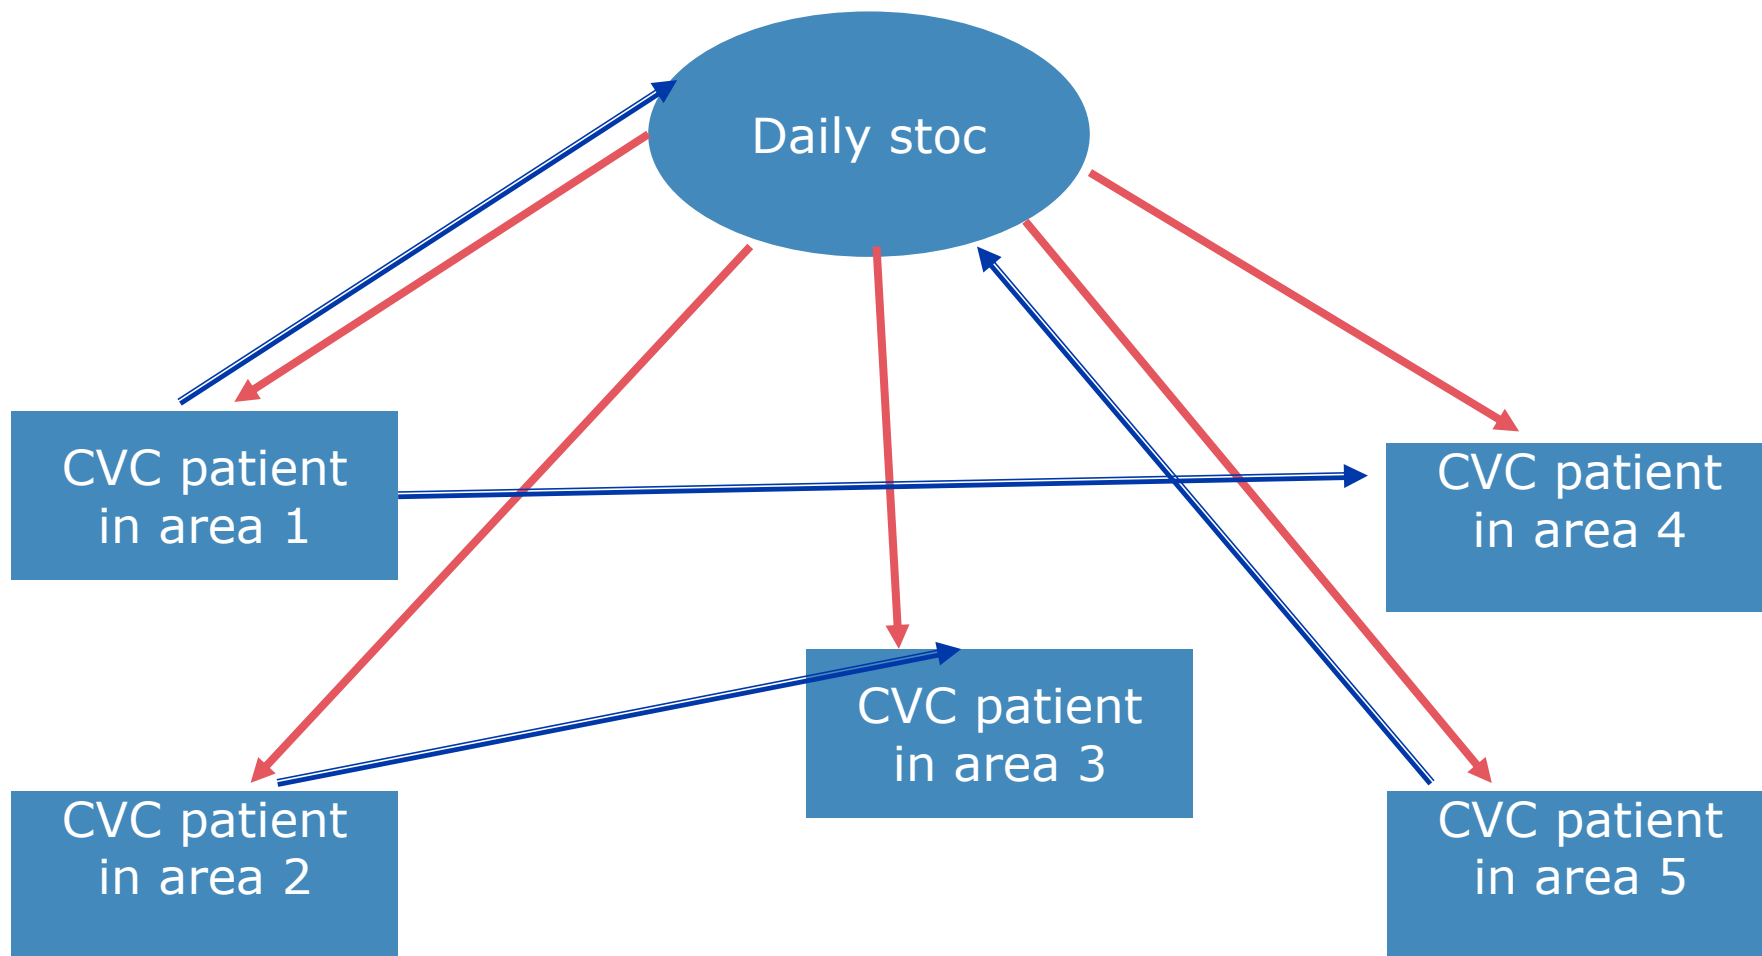 Daily stoc
CVC patient
in area 1
CVC patient
in area 4
CVC patient
in area 3
CVC patient
in area 2
CVC patient
in area 5